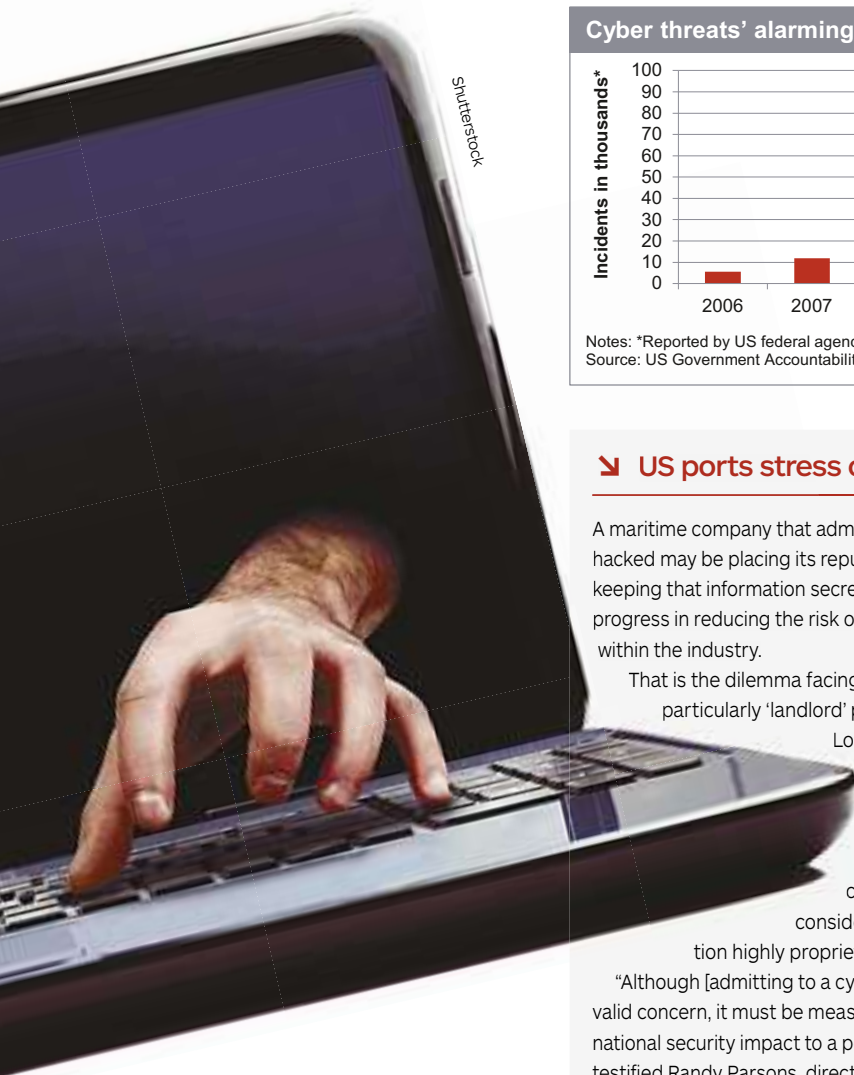 Shutterstock
Cyber threats' alarming
Incidents in thousands*
100
90
80
70
60
50
40
30
20
10
0
2006 2007
Notes: *Reported by US federal agenc
Source: US Government Accountabilit
US ports stress
A maritime company that adm
hacked may be placing its repu
keeping that information secre
progress in reducing the risk o
within the industry.
That is the dilemma facing
particularly ‘landlord’ p
Lo
c
consid
tion highly proprie
“Although [admitting to a cy
valid concern, it must be meas
national security impact to a p
testified Randy Parsons, direct